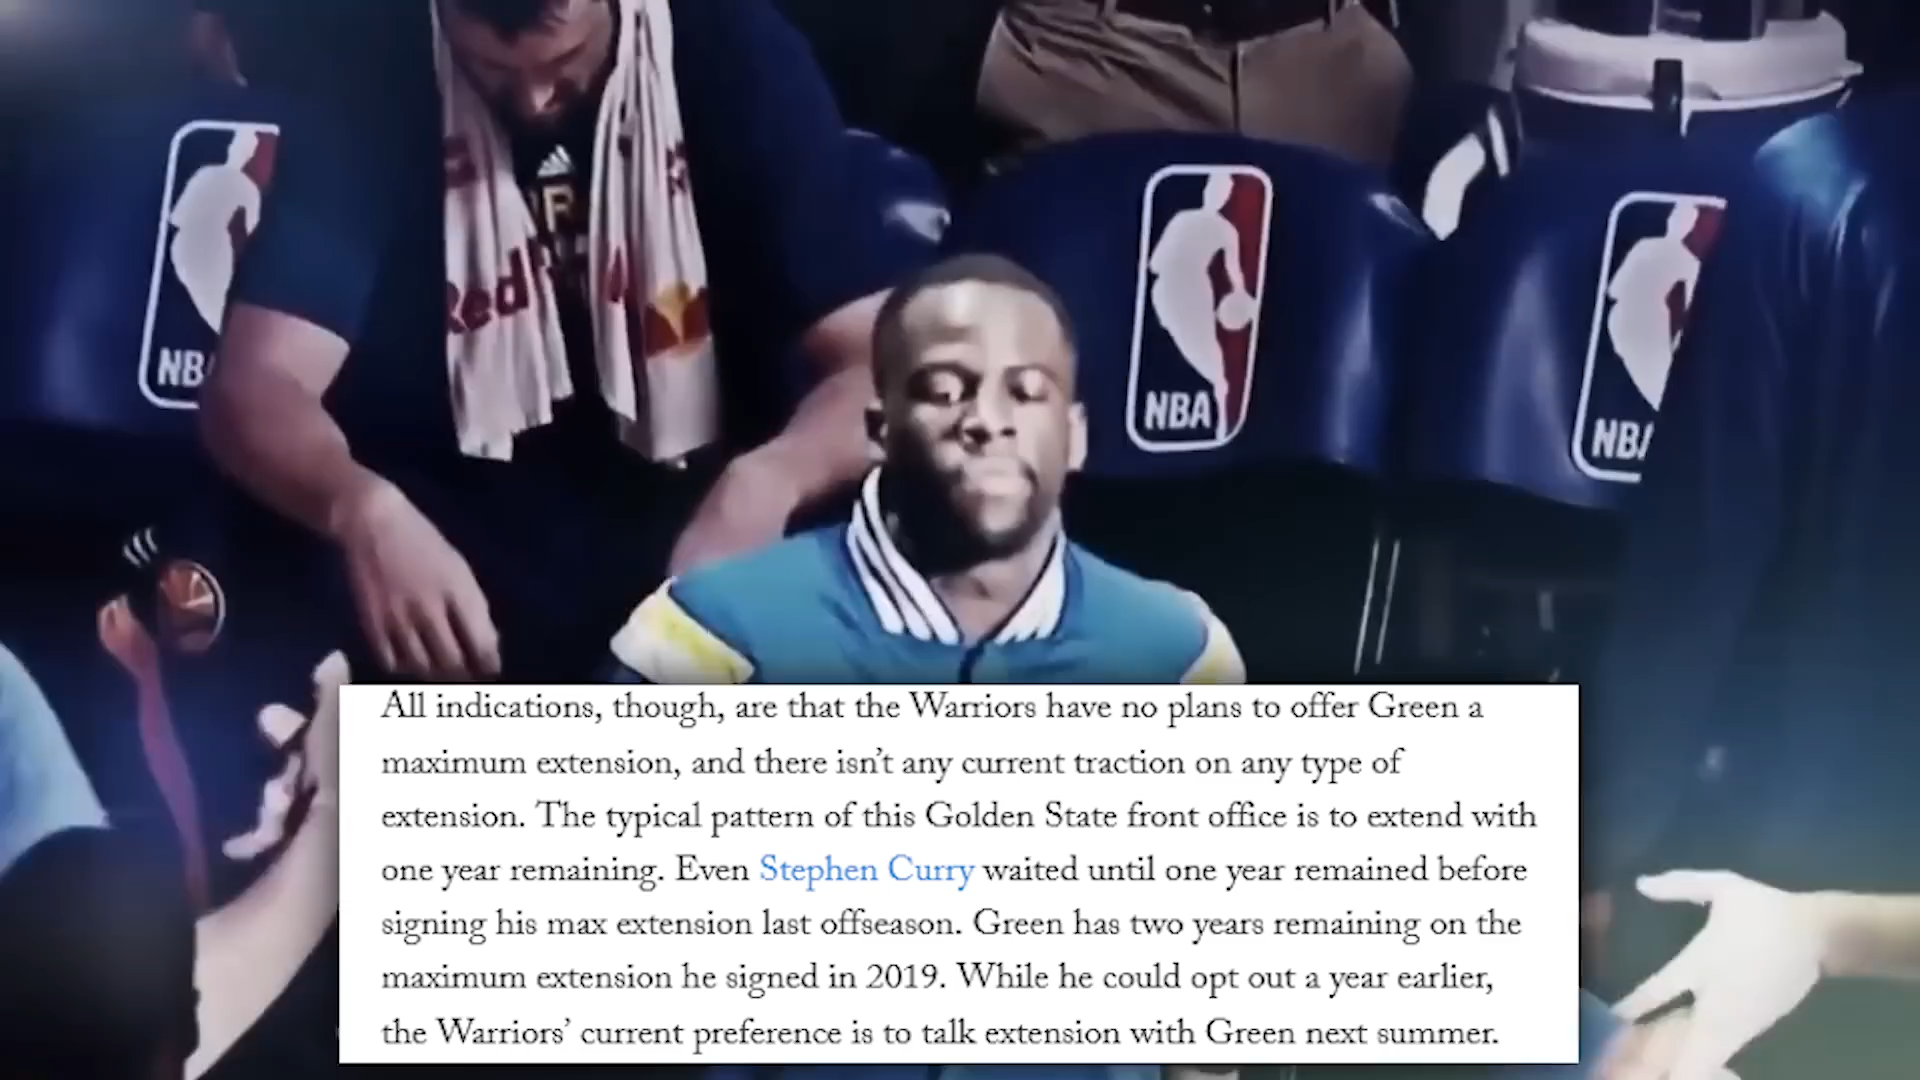 NBA
NBA
NBA
Red
All indications, though, are that the Warriors have no plans to offer Green a
maximum extension, and there isn't any current traction on any type of
extension. The typical pattern of this Golden State front office is to extend with
one year remaining. Even Stephen Curry waited until one year remained before
signing his max extension last offseason. Green has two years remaining on the
maximum extension he signed in 2019. While he could opt out a year earlier,
the Warriors' current preference is to talk extension with Green next summer.